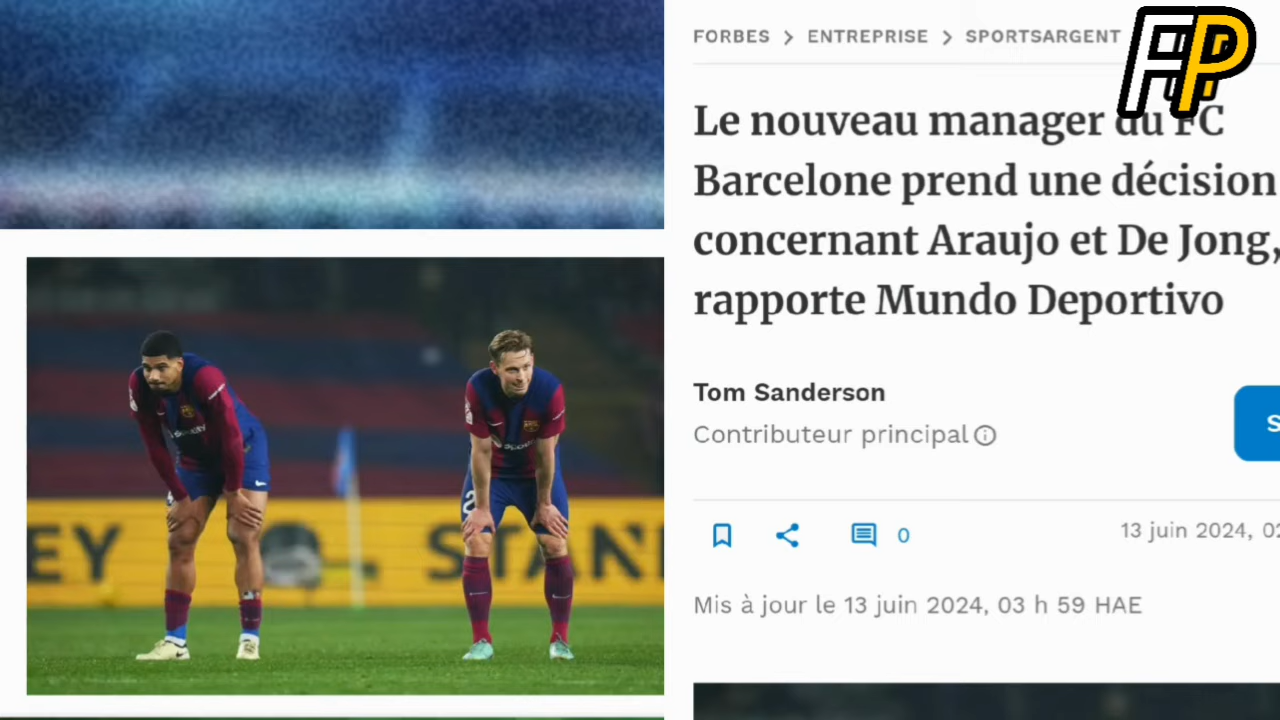 FORBES > ENTREPRISE > SPORTSARGENT
FP
Le nouveau manager du FC
Barcelone prend une décision
concernant Araujo et De Jong,
rapporte Mundo Deportivo
Tom Sanderson
Contributeur principal
S
0
13 juin 2024, 02
Mis à jour le 13 juin 2024, 03 h 59 HAE
EY
STAN